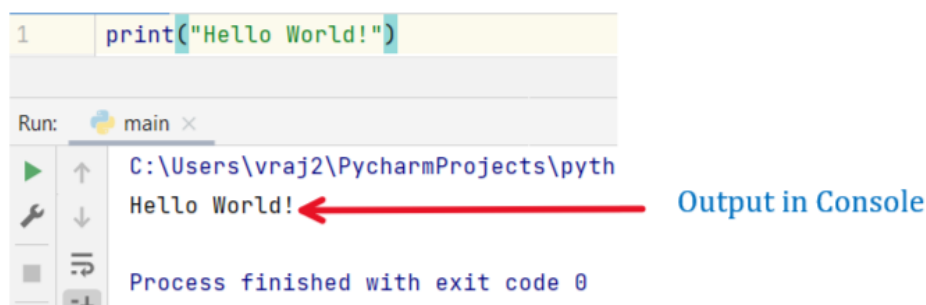 1 print("Hello World!")
Run: main ×
C:\Users\vraj2\PycharmProjects\pyth
Hello World!
Output in Console
Process finished with exit code 0